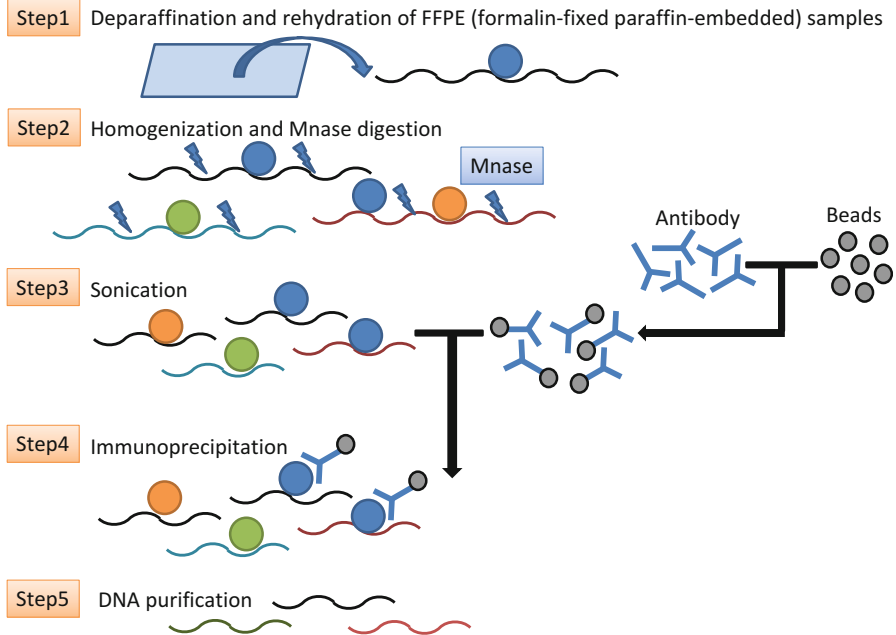 Step1 Deparaffination and rehydration of FFPE (formalin-fixed paraffin-embedded) samples
Step2 Homogenization and Mnase digestion
Mnase
Antibody
Beads
Step3 Sonication
Step4 Immunoprecipitation
Step5 DNA purification